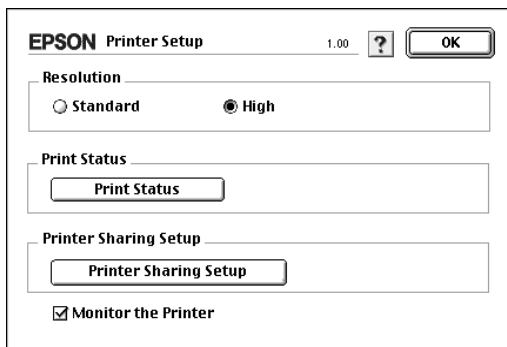 EPSON Printer Setup 1.00 ? OK
Resolution
Standard High
Print Status
Print Status
Printer Sharing Setup
Printer Sharing Setup
Monitor the Printer